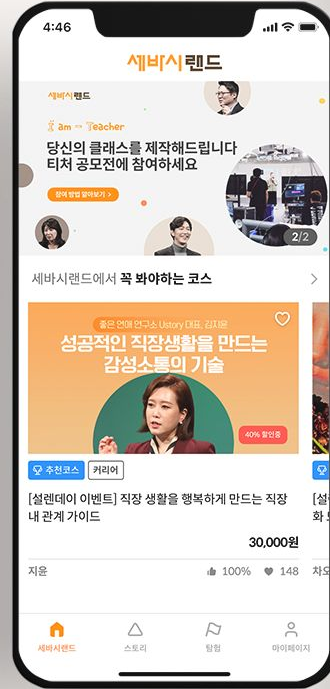 4:46
세바시랜드
세바시랜드
I am a Teacher
당신의 클래스를 제작해드립니다
티처 공모전에 참여하세요
참여 방법 알아보기 >
2/2
세바시랜드에서 꼭 봐야하는 코스
좋은 연애 연구소 Ustory 대표, 김지윤
성공적인 직장생활을 만드는
감성소통의 기술
40% 할인중
추천코스 커리어
[설렌데이 이벤트] 직장 생활을 행복하게 만드는 직장
내 관계 가이드
30,000원
지윤 100% 148
세바시랜드 스토리 탐험 마이페이지